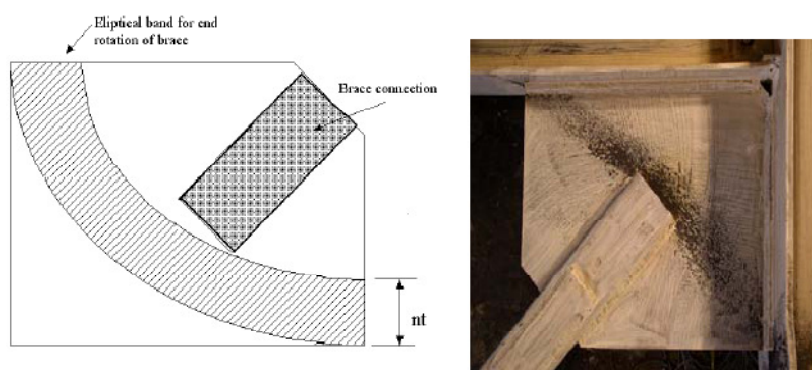 Eliptical band for end
rotation of brace
Brace connection
nt